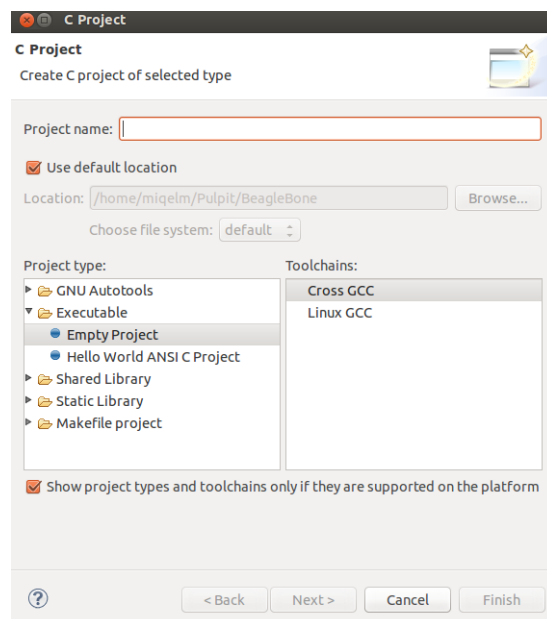 C Project
C Project
Create C project of selected type
Project name:
Use default location
Location: /home/miqelm/Pulpit/BeagleBone Browse...
Choose file system: default
Project type: Toolchains:
GNU Autotools Cross GCC
Executable Linux GCC
Empty Project
Hello World ANSI C Project
Shared Library
Static Library
Makefile project
Show project types and toolchains only if they are supported on the platform
? < Back Next > Cancel Finish